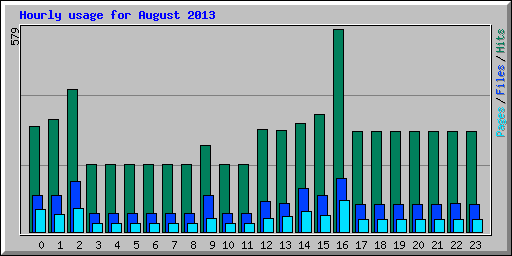 Hourly usage for August 2013
579
Pages / Files / Hits
0 1 2 3 4 5 6 7 8 9 10 11 12 13 14 15 16 17 18 19 20 21 22 23